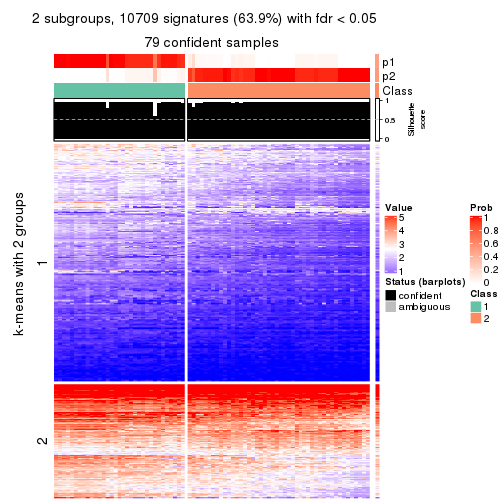 2 subgroups, 10709 signatures (63.9%) with fdr < 0.05
79 confident samples
p1
p2
Class
1
0.5
0
Silhouette
score
k-means with 2 groups
1
2
Value
5
4
3
2
1
Status (barplots)
confident
ambiguous
Prob
1
0.8
0.6
0.4
0.2
0
Class
1
2